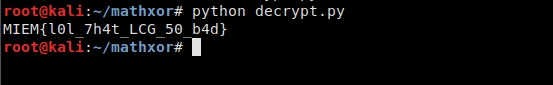 root@kali:~/mathxor# python decrypt.py
MIEM{l0l_7h4t_LCG_50_b4d}
root@kali:~/mathxor#